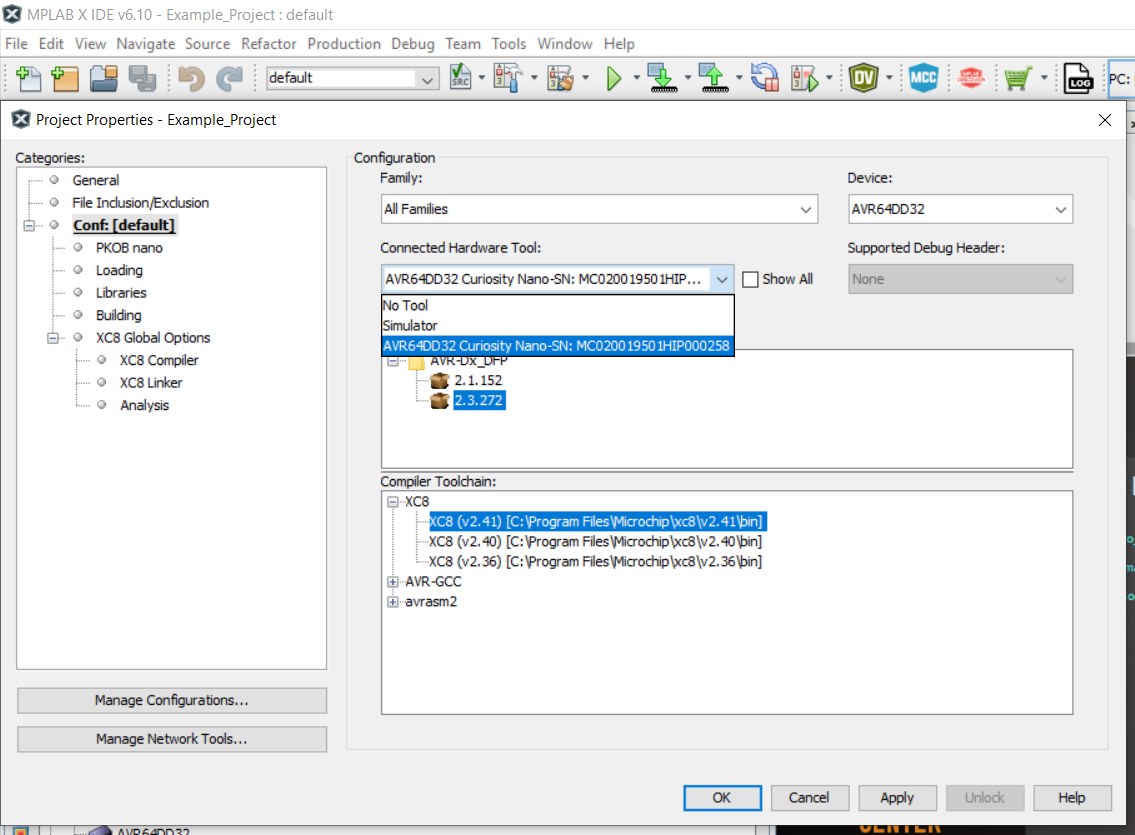 MPLAB X IDE v6.10 - Example_Project : default
File Edit View Navigate Source Refactor Production Debug Team Tools Window Help
default
SRC
DV
MCC
LOG
PC:
Project Properties - Example_Project
Categories:
General
File Inclusion/Exclusion
Conf: [default]
PKOB nano
Loading
Libraries
Building
XC8 Global Options
XC8 Compiler
XC8 Linker
Analysis
Manage Configurations...
Manage Network Tools...
Configuration
Family:
All Families
Device:
AVR64DD32
Connected Hardware Tool:
AVR64DD32 Curiosity Nano-SN: MC020019501HIP...
Show All
Supported Debug Header:
None
No Tool
Simulator
AVR64DD32 Curiosity Nano-SN: MC020019501HIP000258
AVR-Dx_DFP
2.1.152
2.3.272
Compiler Toolchain:
XC8
XC8 (v2.41) [C:\Program Files\Microchip\xc8\v2.41\bin]
XC8 (v2.40) [C:\Program Files\Microchip\xc8\v2.40\bin]
XC8 (v2.36) [C:\Program Files\Microchip\xc8\v2.36\bin]
AVR-GCC
avrasm2
OK
Cancel
Apply
Unlock
Help
AVR64DD32
CENTER